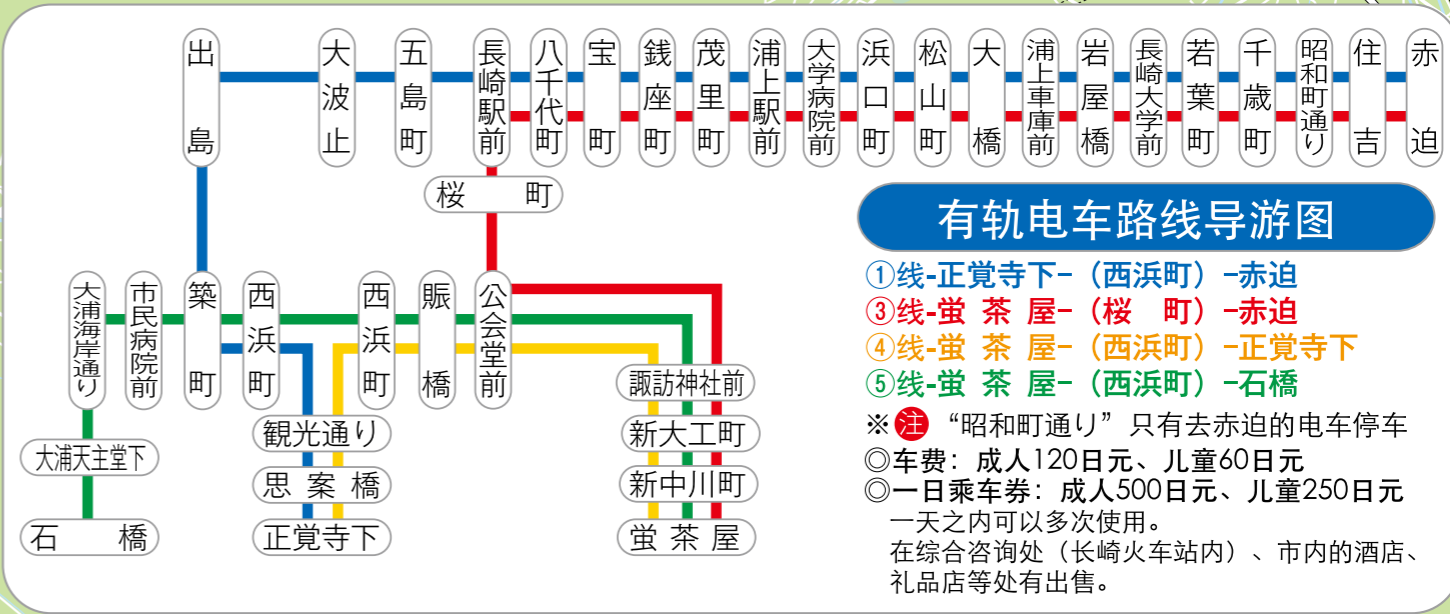 出島
大波止
五島町
長崎駅前
八千代町
宝町
銭座町
茂里町
浦上駅前
大学病院前
浜口町
松山町
大橋
浦上車庫前
岩屋橋
長崎大学前
若葉町
千歳町
昭和町通り
住吉
赤迫
桜　町
有轨电车路线导游图
①线-正覚寺下-（西浜町）-赤迫
③线-蛍 茶 屋-（桜　町）-赤迫
④线-蛍 茶 屋-（西浜町）-正覚寺下
⑤线-蛍 茶 屋-（西浜町）-石橋
※注 “昭和町通り”只有去赤迫的电车停车
◎车费：成人120日元、儿童60日元
◎一日乘车券：成人500日元、儿童250日元
一天之内可以多次使用。
在综合咨询处（长崎火车站内）、市内的酒店、
礼品店等处有出售。
大浦海岸通り
市民病院前
築町
西浜町
西浜町
賑橋
公会堂前
大浦天主堂下
石　橋
観光通り
思案橋
正覚寺下
諏訪神社前
新大工町
新中川町
蛍茶屋